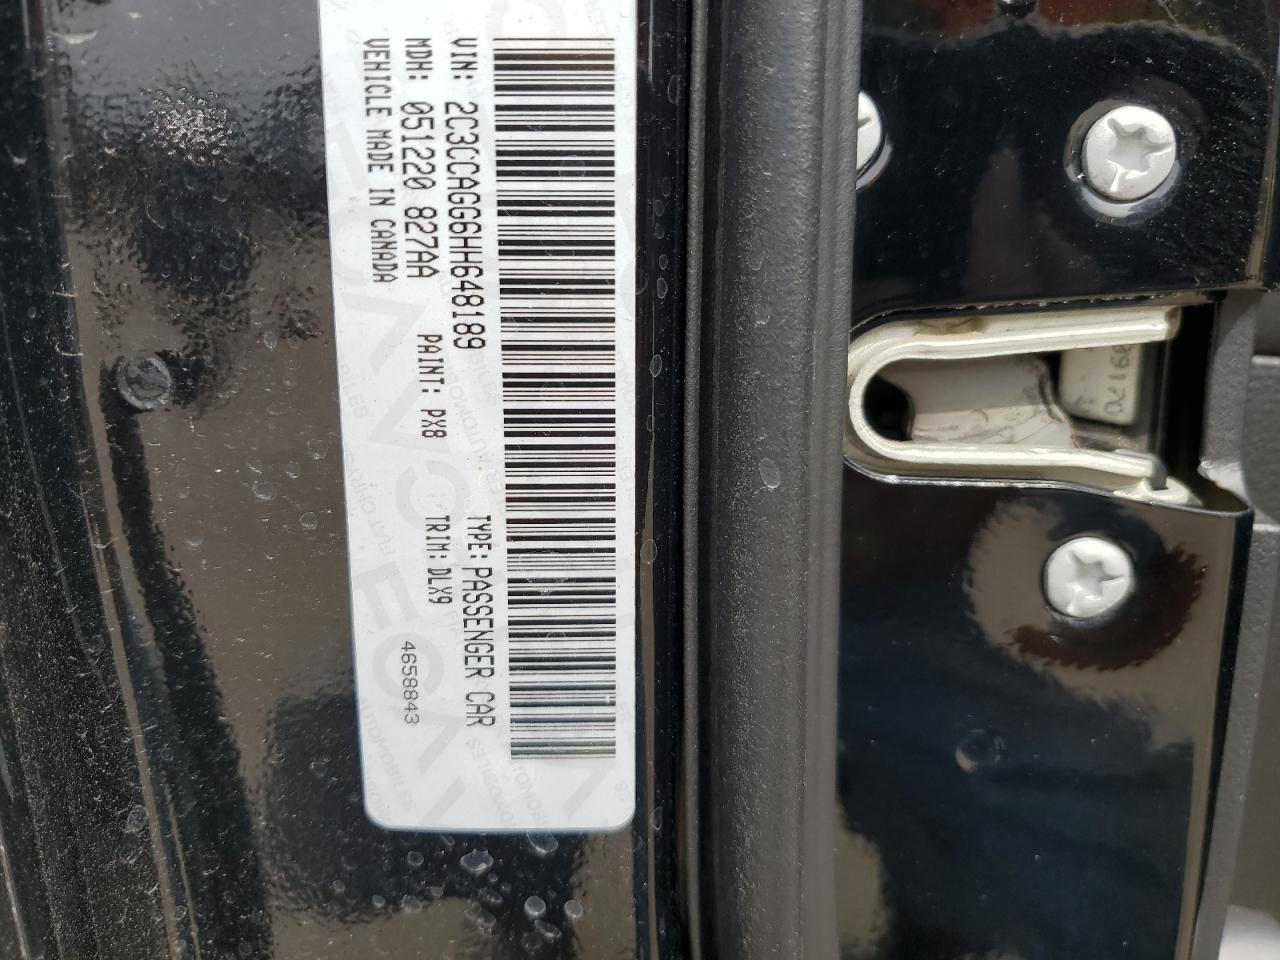 VIN: 2C3CCAGG6HH648189 TYPE: PASSENGER CAR
MDH: 051220 827AA PAINT: PX8 TRIM: DLX9
VEHICLE MADE IN CANADA 4658843